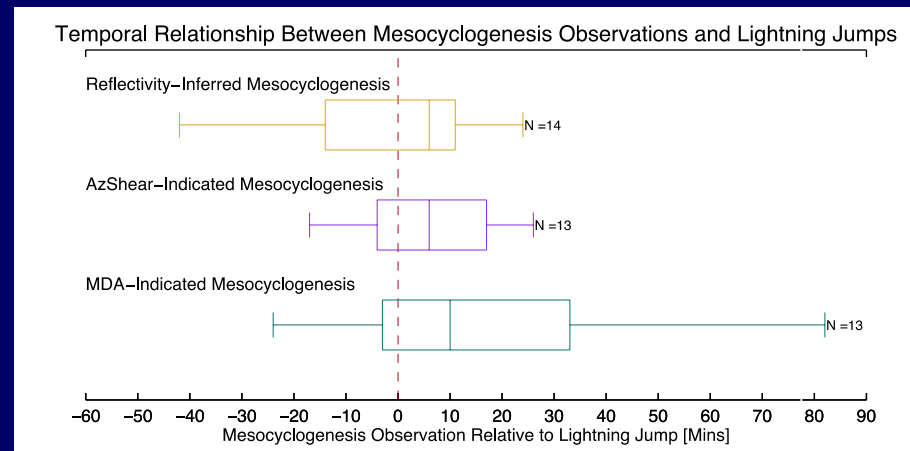 Temporal Relationship Between Mesocyclogenesis Observations and Lightning Jumps
Reflectivity−Inferred Mesocyclogenesis
N =14
AzShear−Indicated Mesocyclogenesis
N =13
MDA−Indicated Mesocyclogenesis
N =13
−60 −50 −40 −30 −20 −10 0 10 20 30 40 50 60 70 80 90
Mesocyclogenesis Observation Relative to Lightning Jump [Mins]